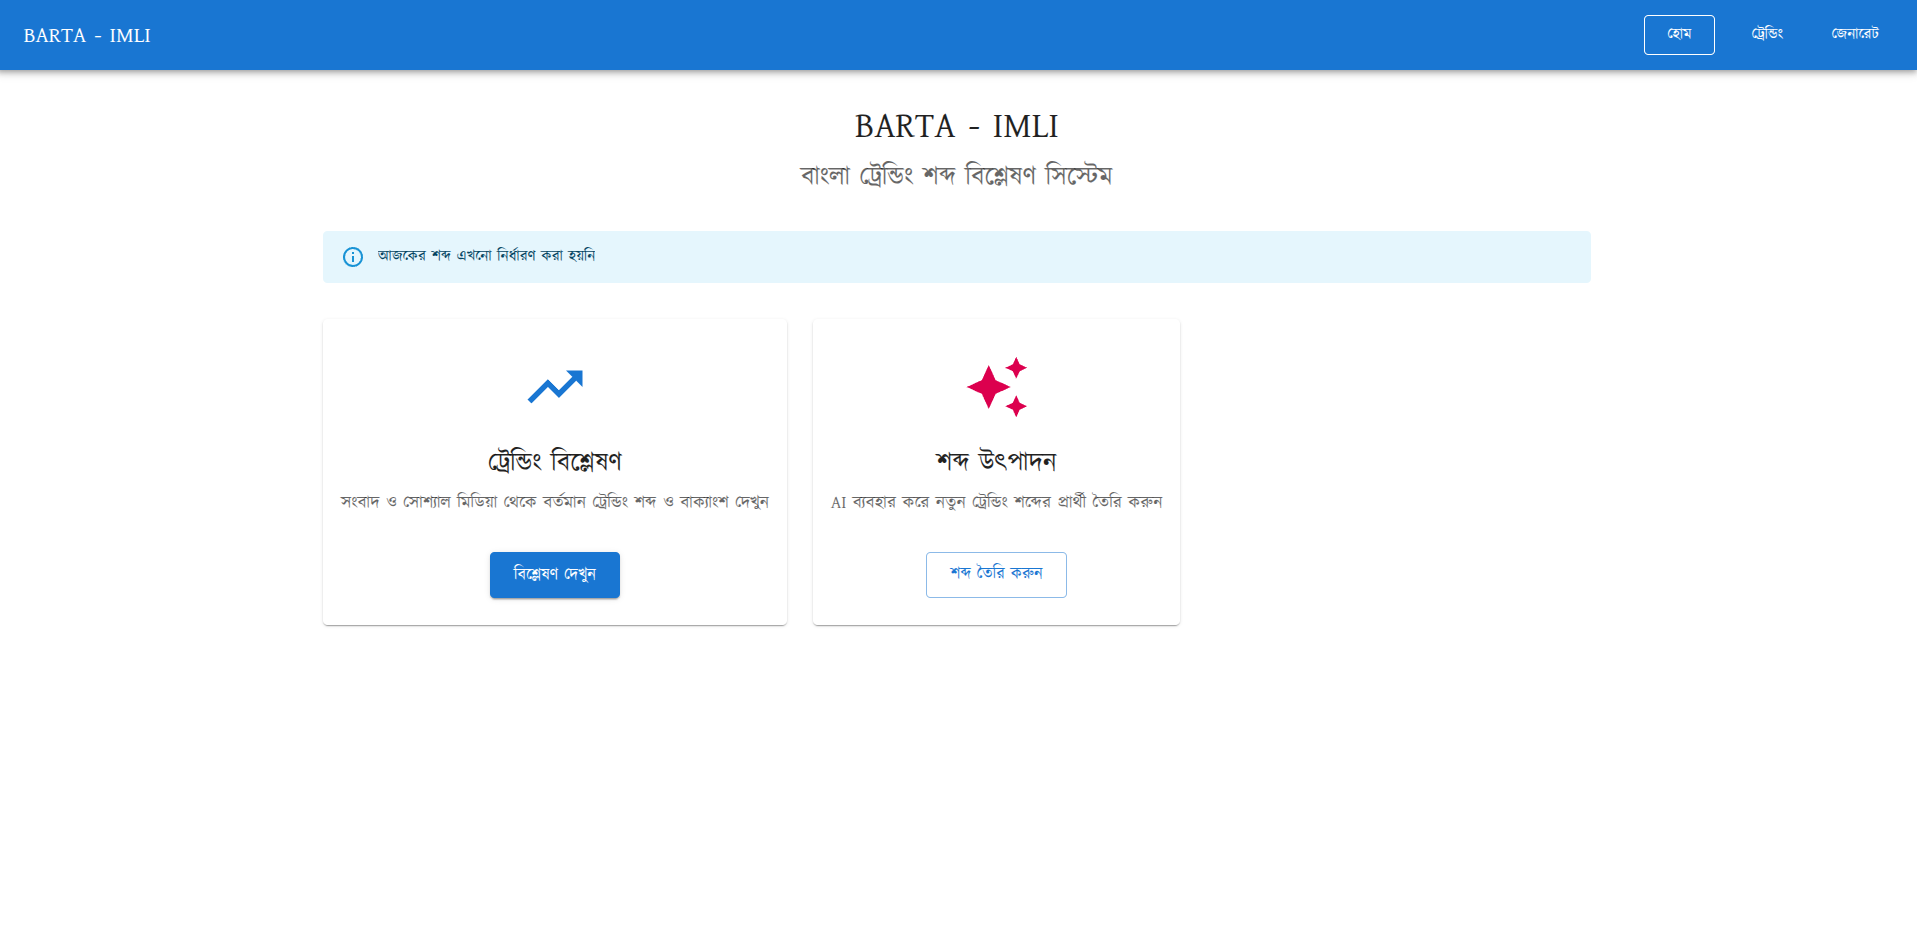 BARTA - IMLI
হোম
ট্রেন্ডিং
জেনারেট
BARTA - IMLI
বাংলা ট্রেন্ডিং শব্দ বিশ্লেষণ সিস্টেম
আজকের শব্দ এখনো নির্ধারণ করা হয়নি
ট্রেন্ডিং বিশ্লেষণ
সংবাদ ও সোশ্যাল মিডিয়া থেকে বর্তমান ট্রেন্ডিং শব্দ ও বাক্যাংশ দেখুন
বিশ্লেষণ দেখুন
শব্দ উৎপাদন
AI ব্যবহার করে নতুন ট্রেন্ডিং শব্দের প্রার্থী তৈরি করুন
শব্দ তৈরি করুন